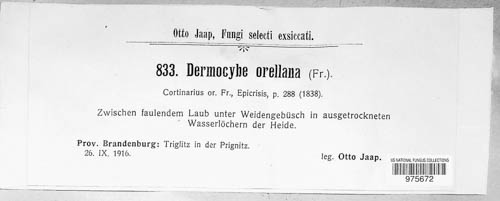 Otto Jaap, Fungi selecti exsiccati.
833. Dermocybe orellana (Fr.).
Cortinarius or. Fr., Epicrisis, p. 288 (1838).
Zwischen faulendem Laub unter Weidengebüsch in ausgetrockneten
Wasserlöchern der Heide.
Prov. Brandenburg: Triglitz in der Prignitz.
26. IX. 1916.
leg. Otto Jaap.
US NATIONAL FUNGUS COLLECTIONS
975672